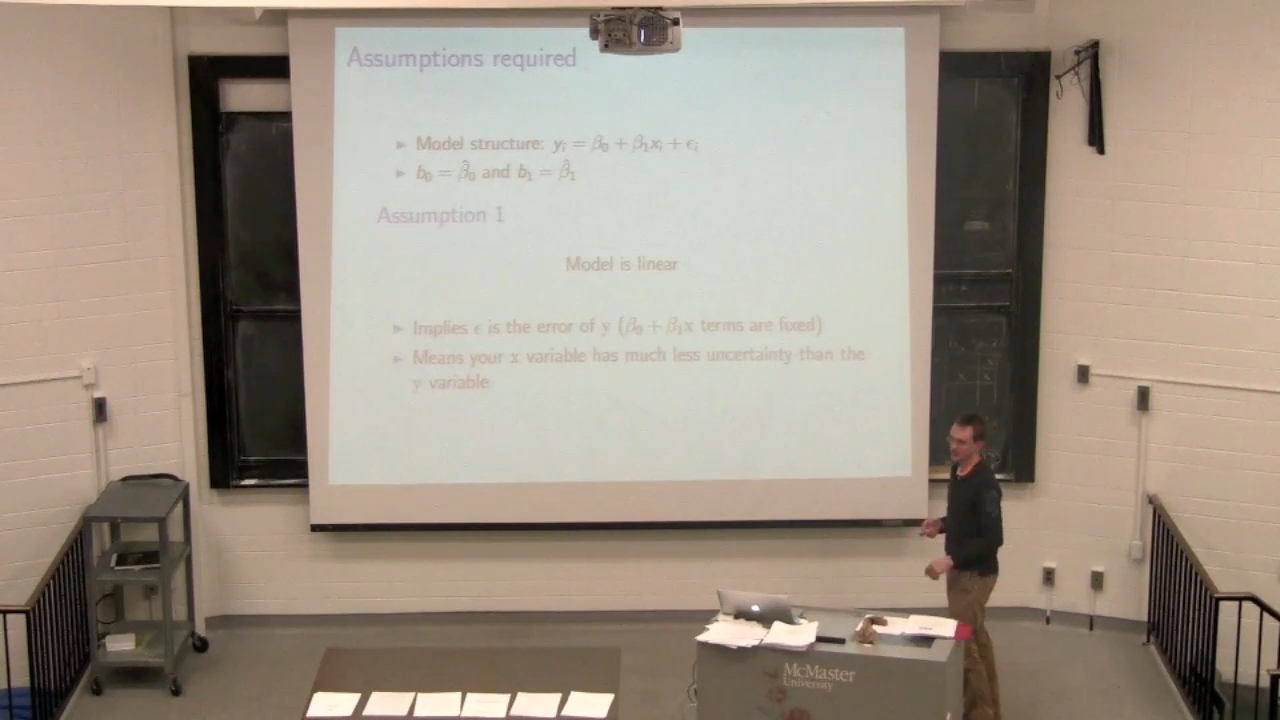 Assumptions required
▶ Model structure: yᵢ = β₀ + β₁xᵢ + ϵᵢ
▶ b₀ = β̂₀ and b₁ = β̂₁
Assumption 1
Model is linear
▶ Implies ϵ is the error of y (β₀ + β₁x terms are fixed)
▶ Means your x variable has much less uncertainty than the
y variable
McMaster
University